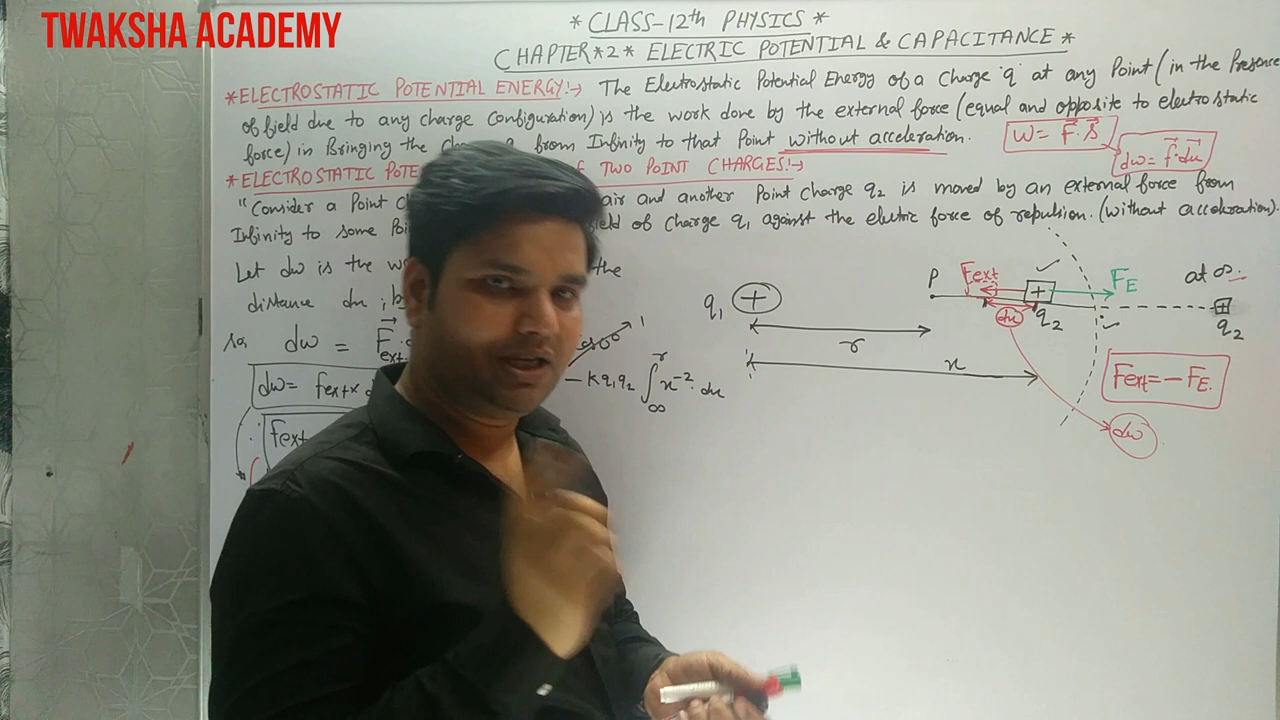 TWAKSHA ACADEMY
* CLASS-12th PHYSICS *
CHAPTER*2* ELECTRIC POTENTIAL & CAPACITANCE *
*ELECTROSTATIC POTENTIAL ENERGY:→ The Electrostatic Potential Energy of a charge 'q' at any Point (in the Presence
of field due to any charge configuration) is the work done by the external force (equal and opposite to electrostatic
force) in Bringing the from Infinity to that Point without acceleration.
W = F⃗.S⃗
dw = f⃗.dx⃗
*ELECTROSTATIC TWO POINT CHARGES:→
"Consider a Point air and another Point charge q2 is moved by an external force from
Infinity to some field of charge q1 against the electric force of repulsion. (without acceleration).
Let dw is the the
distance dx
so dw = F⃗ext
dw = fext ×
∴ fext
- kq1q2 ∫∞^r x^-2. dx
q1 +
P Fext + FE at ∞
dx q2 + q2
r
x
Fext = - FE.
dw